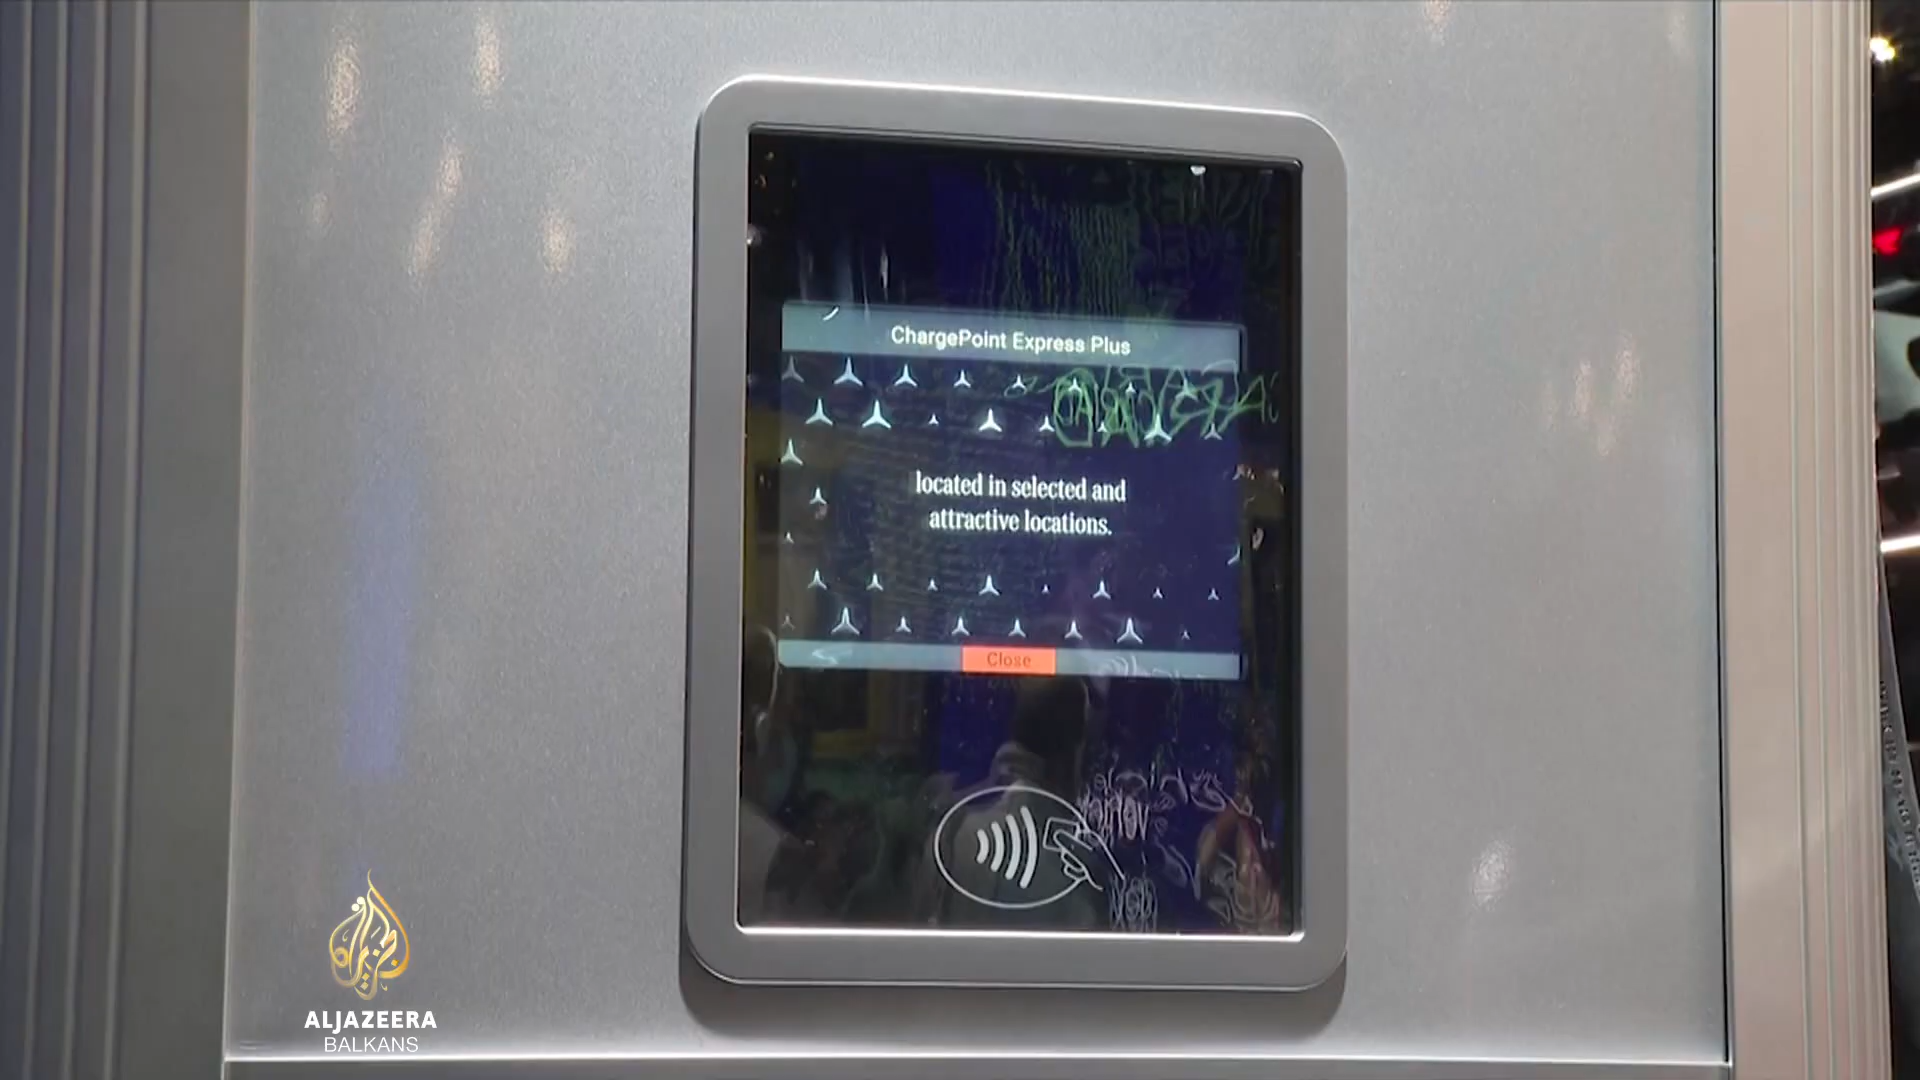 ChargePoint Express Plus
located in selected and
attractive locations.
Close
ALJAZEERA
BALKANS